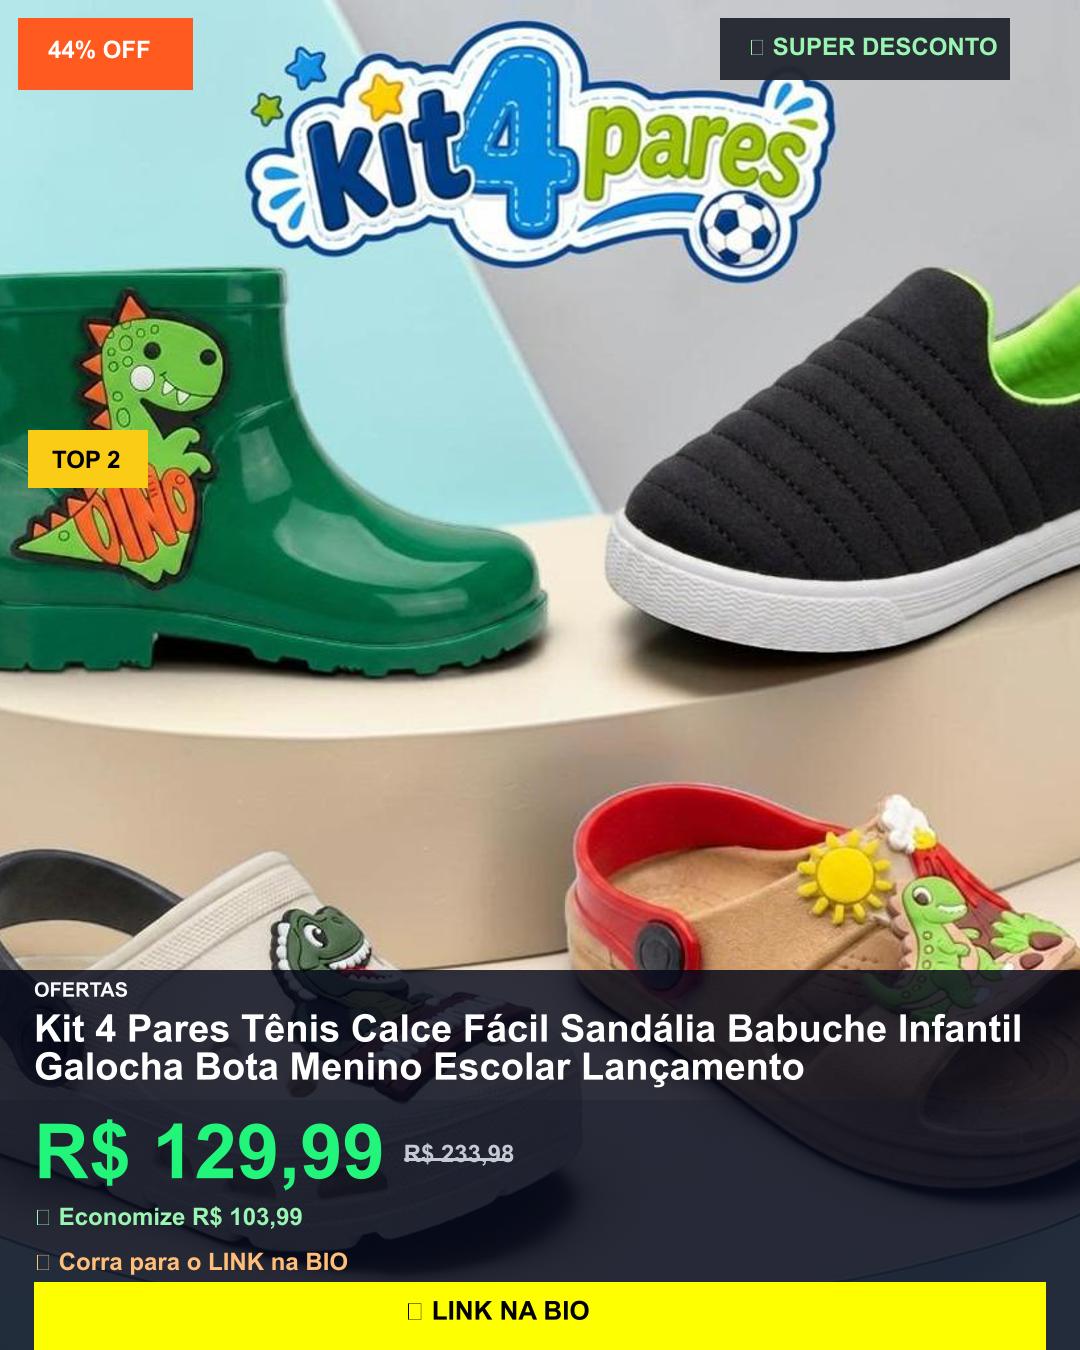 44% OFF
SUPER DESCONTO
kit 4 pares
TOP 2
DINO
OFERTAS
Kit 4 Pares Tênis Calce Fácil Sandália Babuche Infantil
Galocha Bota Menino Escolar Lançamento
R$ 129,99 R$ 233,98
Economize R$ 103,99
Corra para o LINK na BIO
LINK NA BIO